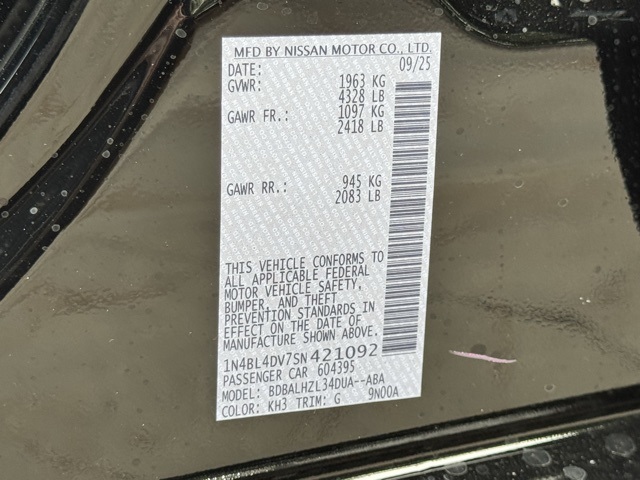 MFD BY NISSAN MOTOR CO., LTD.
DATE: 09/25
GVWR: 1963 KG
4328 LB
GAWR FR.: 1097 KG
2418 LB
GAWR RR.: 945 KG
2083 LB
THIS VEHICLE CONFORMS TO
ALL APPLICABLE FEDERAL
MOTOR VEHICLE SAFETY,
BUMPER, AND THEFT
PREVENTION STANDARDS IN
EFFECT ON THE DATE OF
MANUFACTURE SHOWN ABOVE.
1N4BL4DV7SN421092
PASSENGER CAR 604395
MODEL: BDBALHZL34DUA--ABA
COLOR: KH3 TRIM: G 9N00A